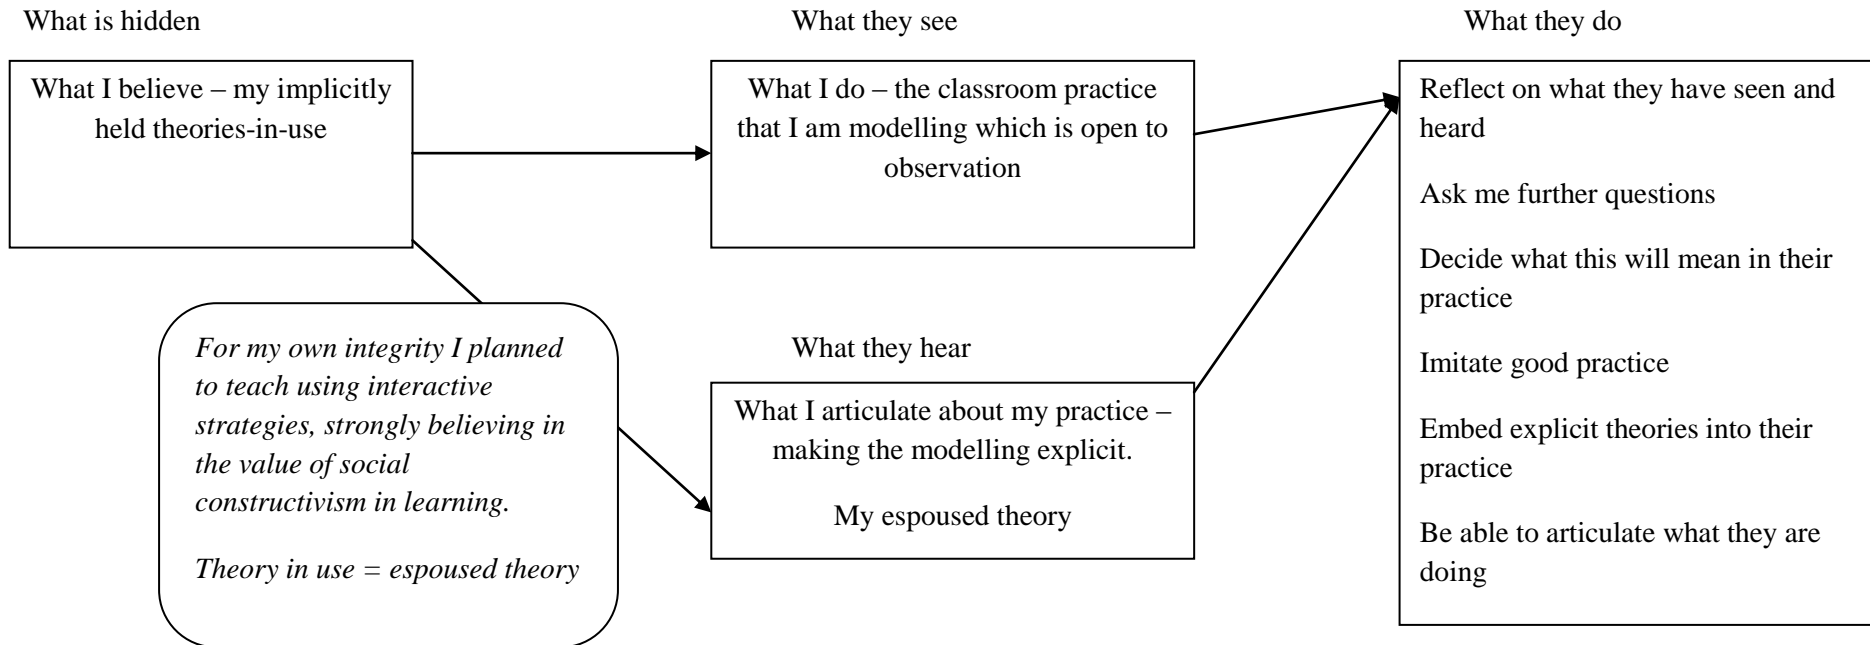 What is hidden
What they see
What they do
What I believe – my implicitly
held theories-in-use
What I do – the classroom practice
that I am modelling which is open to
observation
For my own integrity I planned
to teach using interactive
strategies, strongly believing in
the value of social
constructivism in learning.
Theory in use = espoused theory
What they hear
What I articulate about my practice –
making the modelling explicit.
My espoused theory
Reflect on what they have seen and
heard
Ask me further questions
Decide what this will mean in their
practice
Imitate good practice
Embed explicit theories into their
practice
Be able to articulate what they are
doing